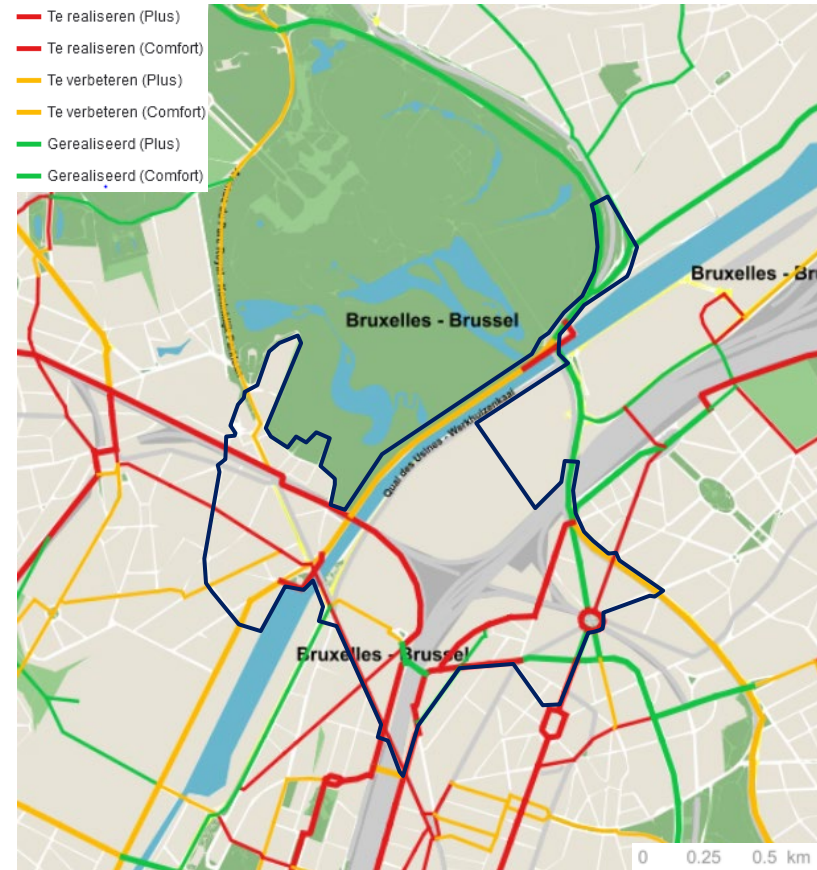 Te realiseren (Plus)
Te realiseren (Comfort)
Te verbeteren (Plus)
Te verbeteren (Comfort)
Gerealiseerd (Plus)
Gerealiseerd (Comfort)
Bruxelles - Bru
Bruxelles - Brussel
Quai des Usines - Werkhuizenkaai
Bruxelles - Brussel
0 0.25 0.5 km